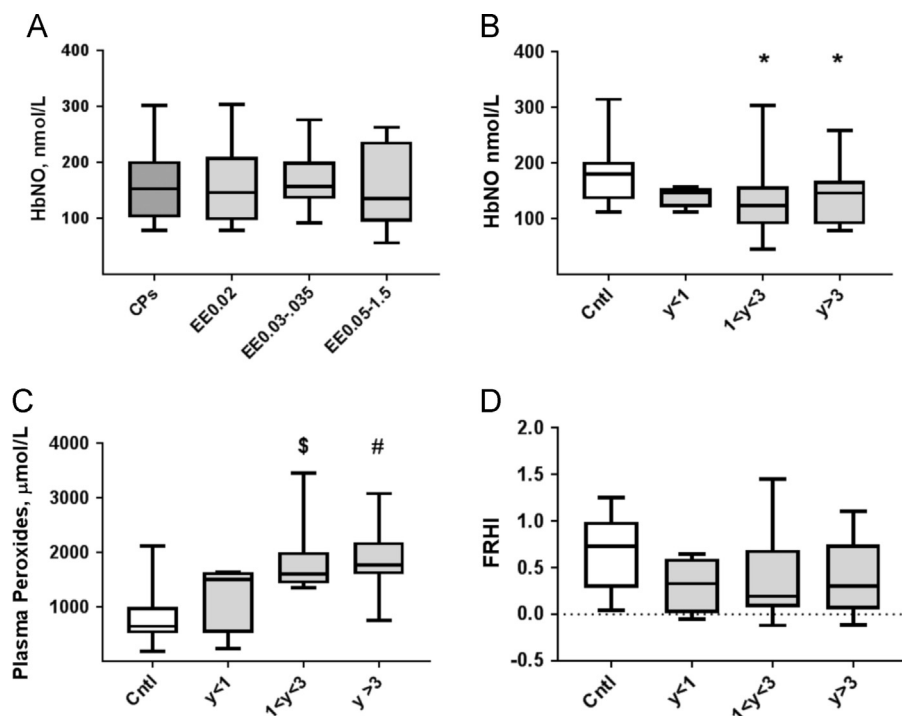 A
HbNO, nmol/L
400
300
200
100
CPs
EE0.02
EE0.03-.035
EE0.05-1.5
B
HbNO nmol/L
400
300
200
100
* *
Cntl
y<1
1<y<3
y>3
C
Plasma Peroxides, μmol/L
4000
3000
2000
1000
$ #
Cntl
y<1
1<y<3
y >3
D
FRHI
2.0
1.5
1.0
0.5
0.0
-0.5
Cntl
y<1
1<y<3
y>3